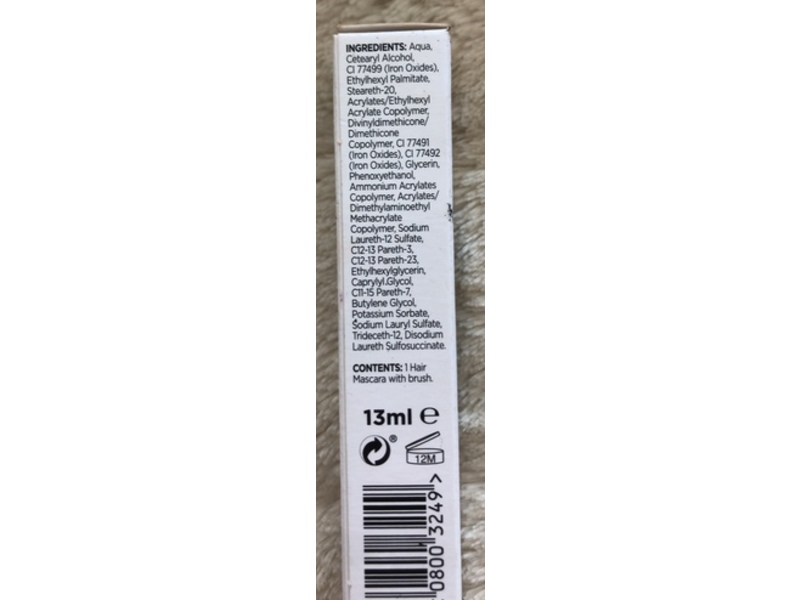 INGREDIENTS: Aqua,
Cetearyl Alcohol,
CI 77499 (Iron Oxides),
Ethylhexyl Palmitate,
Steareth-20,
Acrylates/Ethylhexyl
Acrylate Copolymer,
Divinyldimethicone/
Dimethicone
Copolymer, CI 77491
(Iron Oxides), CI 77492
(Iron Oxides), Glycerin,
Phenoxyethanol,
Ammonium Acrylates
Copolymer, Acrylates/
Dimethylaminoethyl
Methacrylate
Copolymer, Sodium
Laureth-12 Sulfate,
C12-13 Pareth-3,
C12-13 Pareth-23,
Ethylhexylglycerin,
Caprylyl Glycol,
C11-15 Pareth-7,
Butylene Glycol,
Potassium Sorbate,
Sodium Lauryl Sulfate,
Trideceth-12, Disodium
Laureth Sulfosuccinate.
CONTENTS: 1 Hair
Mascara with brush.
13ml ℮
®
12M
0800 3249 >